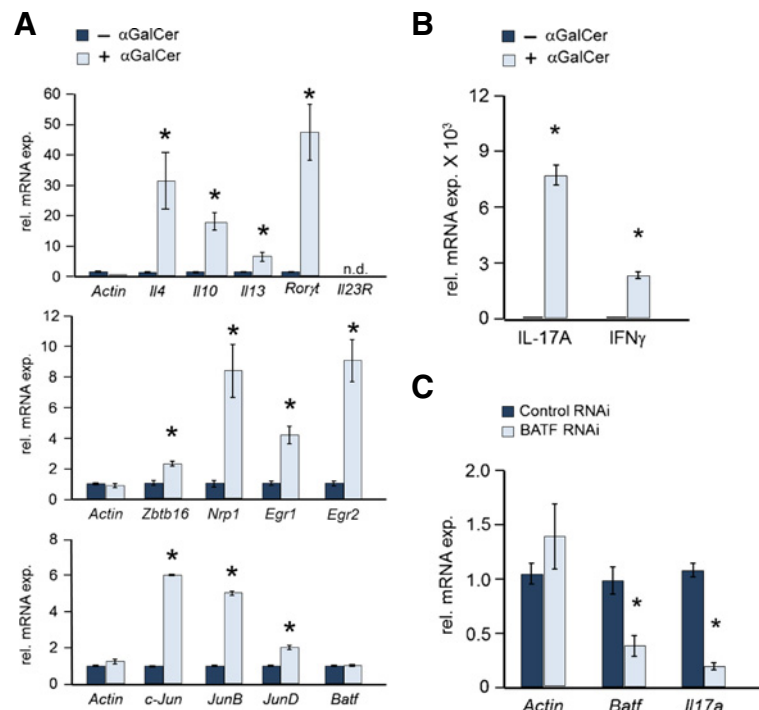 A
− αGalCer
+ αGalCer
rel. mRNA exp.
60
50
40
30
20
10
0
* * * *
n.d.
Actin Il4 Il10 Il13 Rorγt Il23R
rel. mRNA exp.
12
10
8
6
4
2
0
* * * *
Actin Zbtb16 Nrp1 Egr1 Egr2
rel. mRNA exp.
8
6
4
2
0
* * *
Actin c-Jun JunB JunD Batf
B
− αGalCer
+ αGalCer
rel. mRNA exp. X 10³
12
9
6
3
0
* *
IL-17A IFNγ
C
Control RNAi
BATF RNAi
rel. mRNA exp.
2.0
1.5
1.0
0.5
0
* *
Actin Batf Il17a